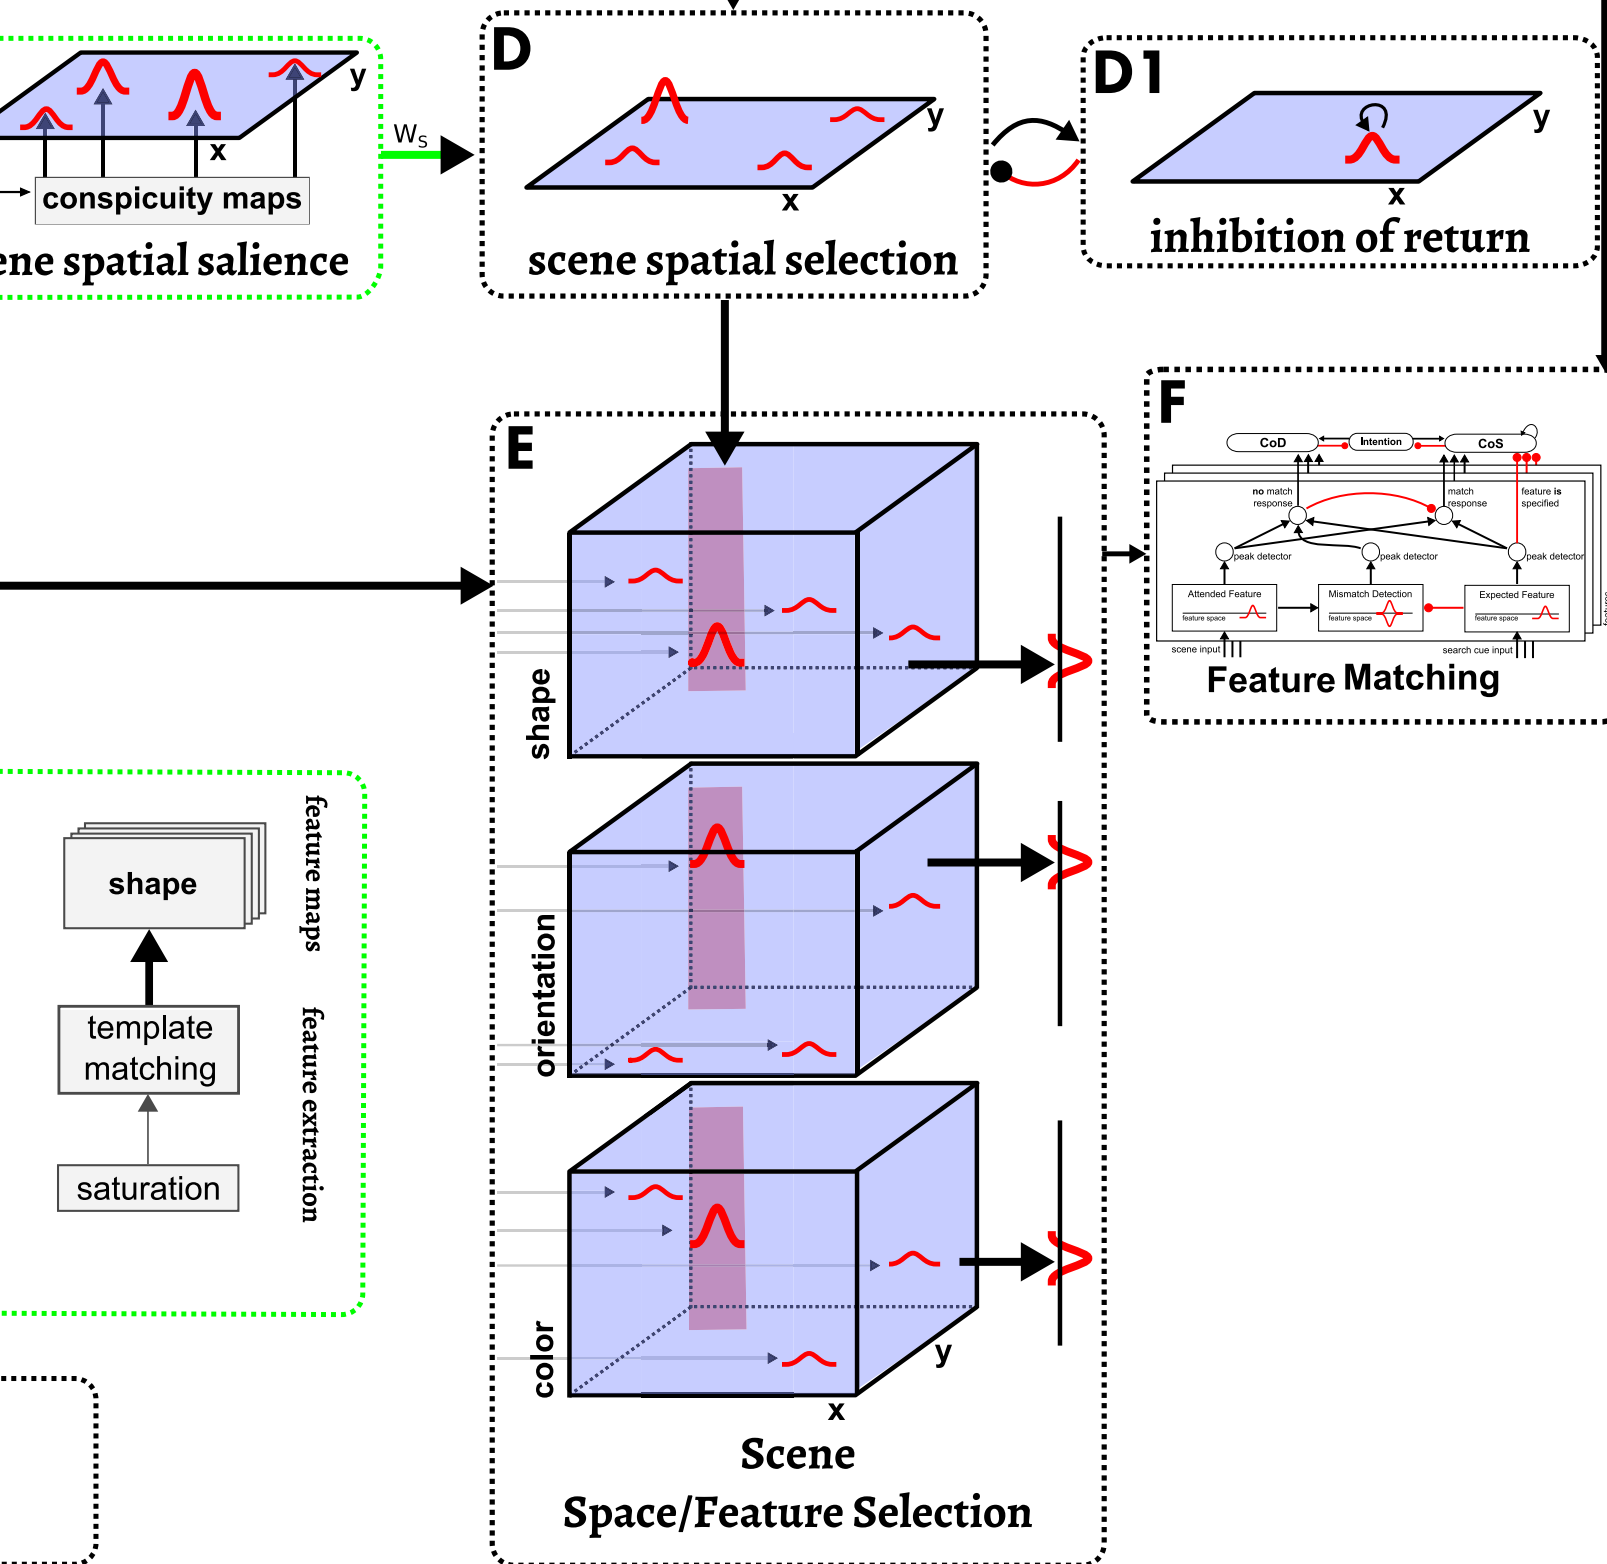 y
x
conspicuity maps
ene spatial salience
Ws
D
y
x
scene spatial selection
D1
y
x
inhibition of return
E
shape
orientation
color
y
x
Scene
Space/Feature Selection
F
CoD
Intention
CoS
no match
response
match
response
feature is
specified
peak detector
peak detector
peak detector
Attended Feature
feature space
Mismatch Detection
feature space
Expected Feature
feature space
features
scene input
search cue input
Feature Matching
shape
feature maps
template
matching
feature extraction
saturation